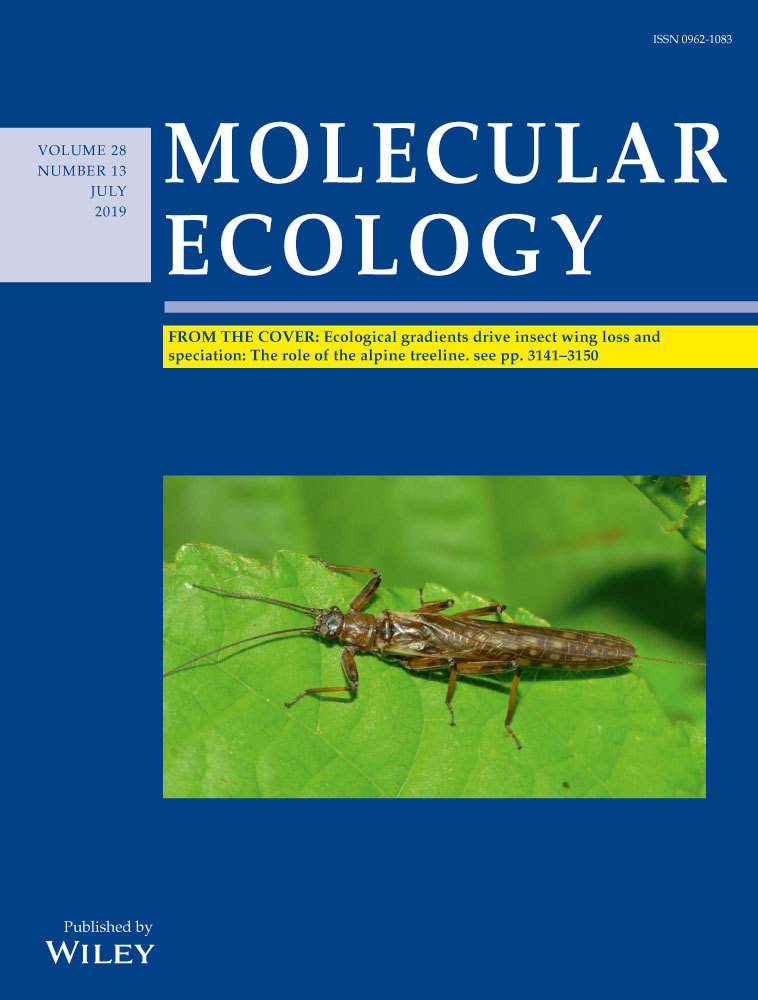 ISSN 0962-1083
VOLUME 28
NUMBER 13
JULY
2019
MOLECULAR
ECOLOGY
FROM THE COVER: Ecological gradients drive insect wing loss and
speciation: The role of the alpine treeline. see pp. 3141–3150
Published by
WILEY